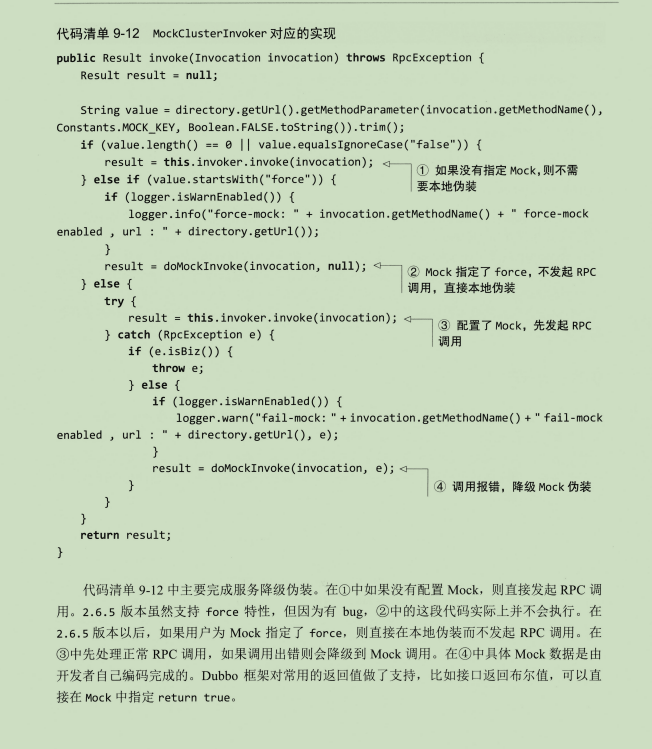 代码清单 9-12 MockClusterInvoker 对应的实现
public Result invoke(Invocation invocation) throws RpcException {
Result result = null;
String value = directory.getUrl().getMethodParameter(invocation.getMethodName(),
Constants.MOCK_KEY, Boolean.FALSE.toString()).trim();
if (value.length() == 0 || value.equalsIgnoreCase("false")) {
result = this.invoker.invoke(invocation);
① 如果没有指定 Mock,则不需
要本地伪装
} else if (value.startsWith("force")) {
if (logger.isWarnEnabled()) {
logger.info("force-mock: " + invocation.getMethodName() + " force-mock
enabled , url : " + directory.getUrl());
}
result = doMockInvoke(invocation, null);
② Mock 指定了 force，不发起 RPC
调用，直接本地伪装
} else {
try {
result = this.invoker.invoke(invocation);
③ 配置了 Mock，先发起 RPC
调用
} catch (RpcException e) {
if (e.isBiz()) {
throw e;
} else {
if (logger.isWarnEnabled()) {
logger.warn("fail-mock: " + invocation.getMethodName() + " fail-mock
enabled , url : " + directory.getUrl(), e);
}
result = doMockInvoke(invocation, e);
④ 调用报错，降级 Mock 伪装
}
}
}
return result;
}
代码清单 9-12 中主要完成服务降级伪装。在①中如果没有配置 Mock，则直接发起 RPC 调
用。2.6.5 版本虽然支持 force 特性，但因为有 bug，②中的这段代码实际上并不会执行。在
2.6.5 版本以后，如果用户为 Mock 指定了 force，则直接在本地伪装而不发起 RPC 调用。在
③中先处理正常 RPC 调用，如果调用出错则会降级到 Mock 调用。在④中具体 Mock 数据是由
开发者自己编码完成的。Dubbo 框架对常用的返回值做了支持，比如接口返回布尔值，可以直
接在 Mock 中指定 return true。